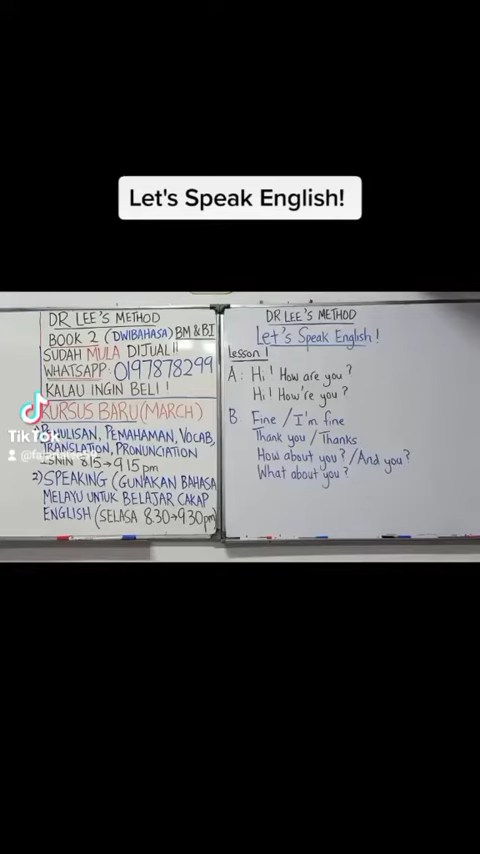 Let's Speak English!
DR LEE'S METHOD
BOOK 2 (DWIBAHASA) BM & BI
SUDAH MULA DIJUAL!!
WHATSAPP: 0197878299
KALAU INGIN BELI!!
KURSUS BARU (MARCH)
1) PENULISAN, PEMAHAMAN, VOCAB,
TRANSLATION, PRONUNCIATION
ISNIN 815→915 pm
2) SPEAKING (GUNAKAN BAHASA
MELAYU UNTUK BELAJAR CAKAP
ENGLISH (SELASA 830→930pm)
DR LEE'S METHOD
Let's Speak English!
Lesson 1
A: Hi! How are you?
Hi! How're you?
B. Fine / I'm fine
Thank you / Thanks
How about you? / And you?
What about you?
TikTok